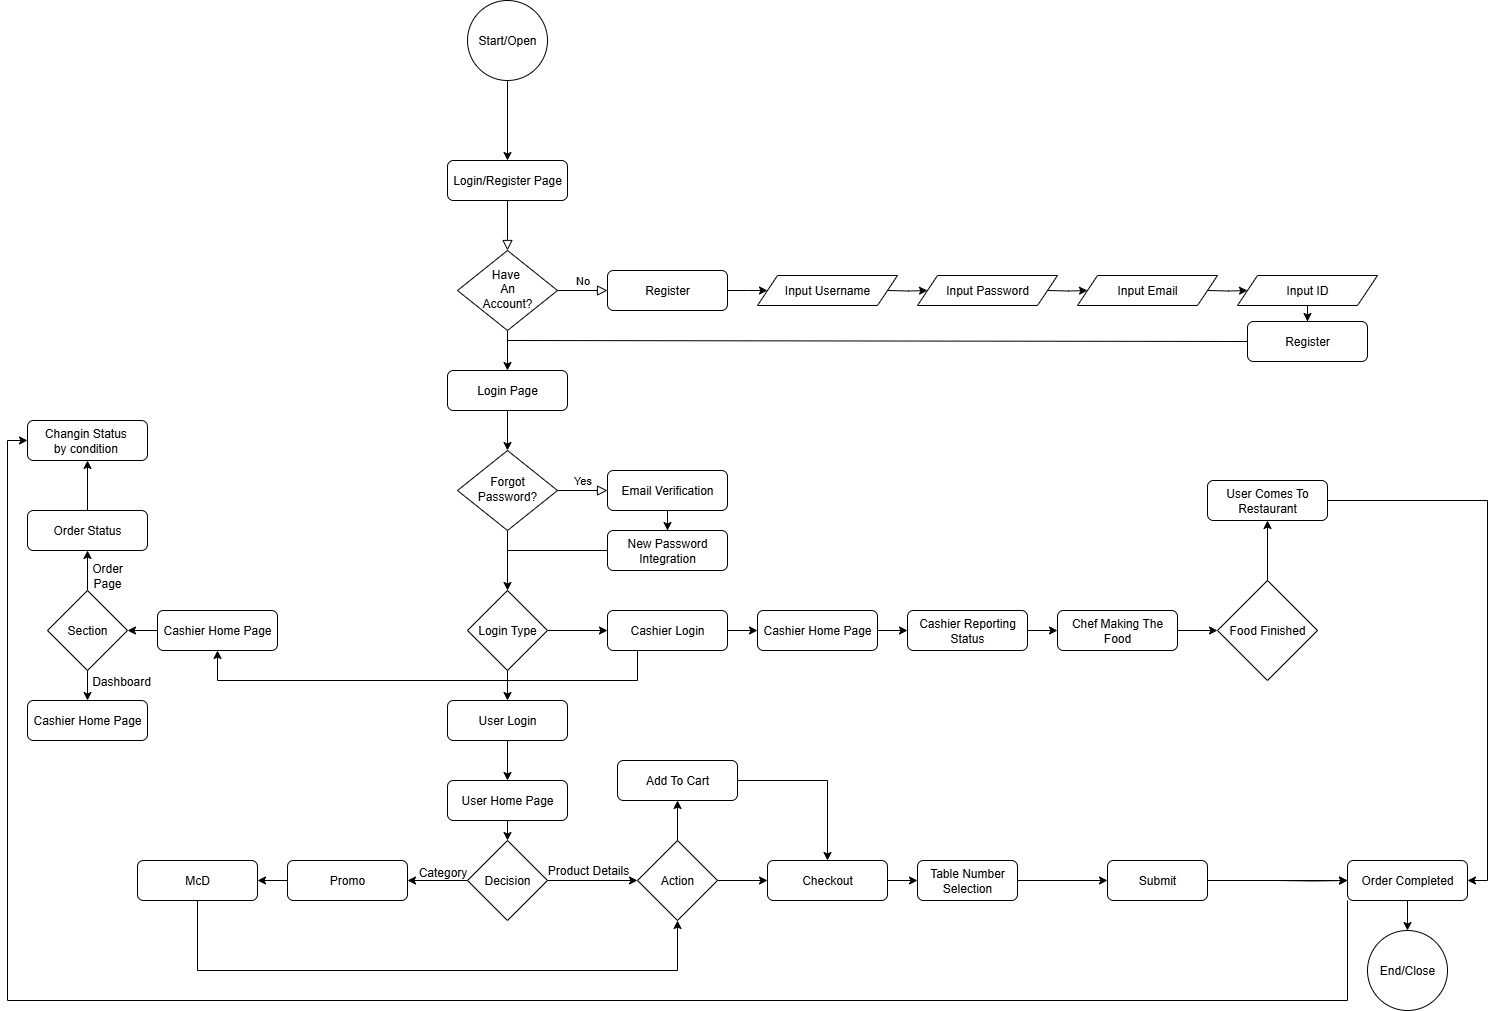 Start/Open
Login/Register Page
Have
An
Account?
No
Register
Input Username
Input Password
Input Email
Input ID
Register
Login Page
Changin Status
by condition
Forgot
Password?
Yes
Email Verification
User Comes To
Restaurant
Order Status
New Password
Integration
Order
Page
Section
Cashier Home Page
Login Type
Cashier Login
Cashier Home Page
Cashier Reporting
Status
Chef Making The
Food
Food Finished
Dashboard
Cashier Home Page
User Login
User Home Page
Add To Cart
McD
Promo
Category
Decision
Product Details
Action
Checkout
Table Number
Selection
Submit
Order Completed
End/Close